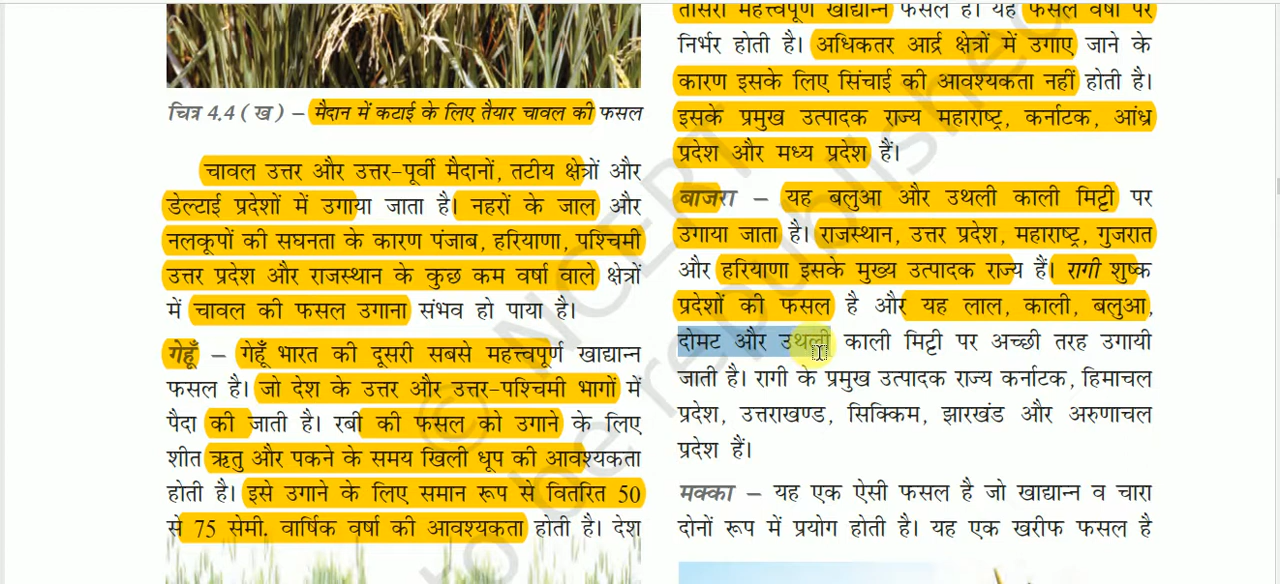 चित्र 4.4 ( ख ) – मैदान में कटाई के लिए तैयार चावल की फसल
चावल उत्तर और उत्तर-पूर्वी मैदानों, तटीय क्षेत्रों और
डेल्टाई प्रदेशों में उगाया जाता है। नहरों के जाल और
नलकूपों की सघनता के कारण पंजाब, हरियाणा, पश्चिमी
उत्तर प्रदेश और राजस्थान के कुछ कम वर्षा वाले क्षेत्रों
में चावल की फसल उगाना संभव हो पाया है।
गेहूँ – गेहूँ भारत की दूसरी सबसे महत्त्वपूर्ण खाद्यान्न
फसल है। जो देश के उत्तर और उत्तर-पश्चिमी भागों में
पैदा की जाती है। रबी की फसल को उगाने के लिए
शीत ऋतु और पकने के समय खिली धूप की आवश्यकता
होती है। इसे उगाने के लिए समान रूप से वितरित 50
से 75 सेमी. वार्षिक वर्षा की आवश्यकता होती है। देश
तीसरी महत्त्वपूर्ण खाद्यान्न फसल है। यह फसल वर्षा पर
निर्भर होती है। अधिकतर आर्द्र क्षेत्रों में उगाए जाने के
कारण इसके लिए सिंचाई की आवश्यकता नहीं होती है।
इसके प्रमुख उत्पादक राज्य महाराष्ट्र, कर्नाटक, आंध्र
प्रदेश और मध्य प्रदेश हैं।
बाजरा – यह बलुआ और उथली काली मिट्टी पर
उगाया जाता है। राजस्थान, उत्तर प्रदेश, महाराष्ट्र, गुजरात
और हरियाणा इसके मुख्य उत्पादक राज्य हैं। रागी शुष्क
प्रदेशों की फसल है और यह लाल, काली, बलुआ,
दोमट और उथली काली मिट्टी पर अच्छी तरह उगायी
जाती है। रागी के प्रमुख उत्पादक राज्य कर्नाटक, हिमाचल
प्रदेश, उत्तराखण्ड, सिक्किम, झारखंड और अरुणाचल
प्रदेश हैं।
मक्का – यह एक ऐसी फसल है जो खाद्यान्न व चारा
दोनों रूप में प्रयोग होती है। यह एक खरीफ फसल है
© NCERT
to be republished